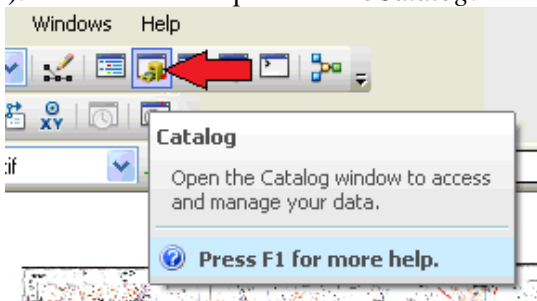 Windows Help
XY
tif
Catalog
Open the Catalog window to access
and manage your data.
Press F1 for more help.